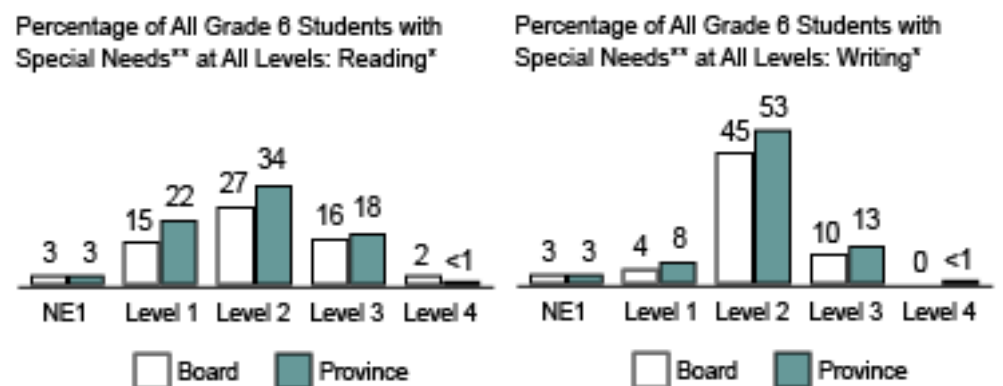 Percentage of All Grade 6 Students with
Special Needs** at All Levels: Reading*
3 3 15 22 27 34 16 18 2 <1
NE1 Level 1 Level 2 Level 3 Level 4
Board Province
Percentage of All Grade 6 Students with
Special Needs** at All Levels: Writing*
3 3 4 8 45 53 10 13 0 <1
NE1 Level 1 Level 2 Level 3 Level 4
Board Province